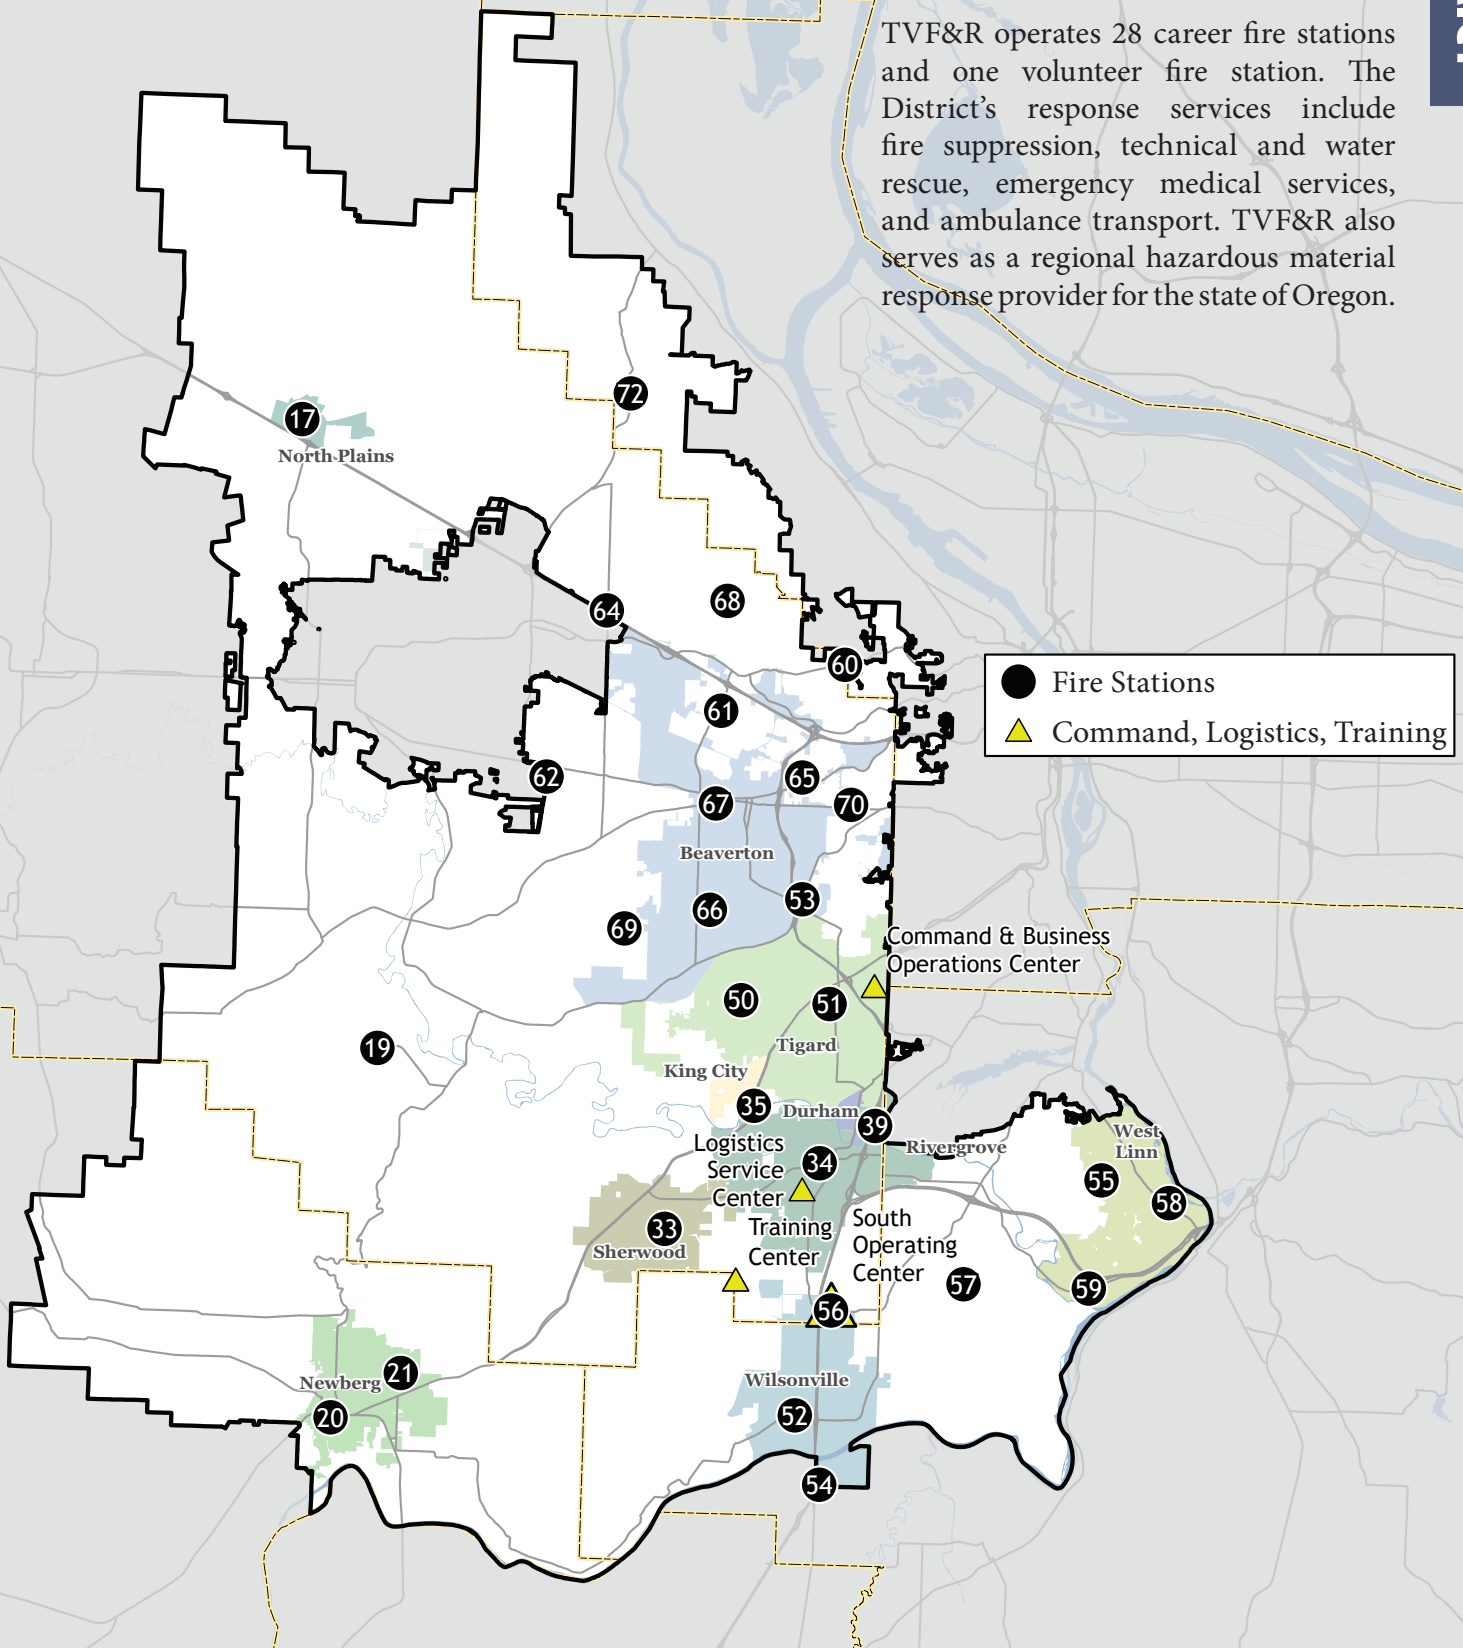 TVF&R operates 28 career fire stations
and one volunteer fire station. The
District's response services include
fire suppression, technical and water
rescue, emergency medical services,
and ambulance transport. TVF&R also
serves as a regional hazardous material
response provider for the state of Oregon.
72
17
North Plains
64
68
60
Fire Stations
Command, Logistics, Training
61
62
65
67
70
Beaverton
53
66
69
Command & Business
Operations Center
50
51
19
Tigard
King City
35
Durham
39
West
Linn
Rivergrove
Logistics
Service
Center
34
55
58
Training
Center
South
Operating
Center
33
Sherwood
57
59
56
21
Newberg
20
Wilsonville
52
54